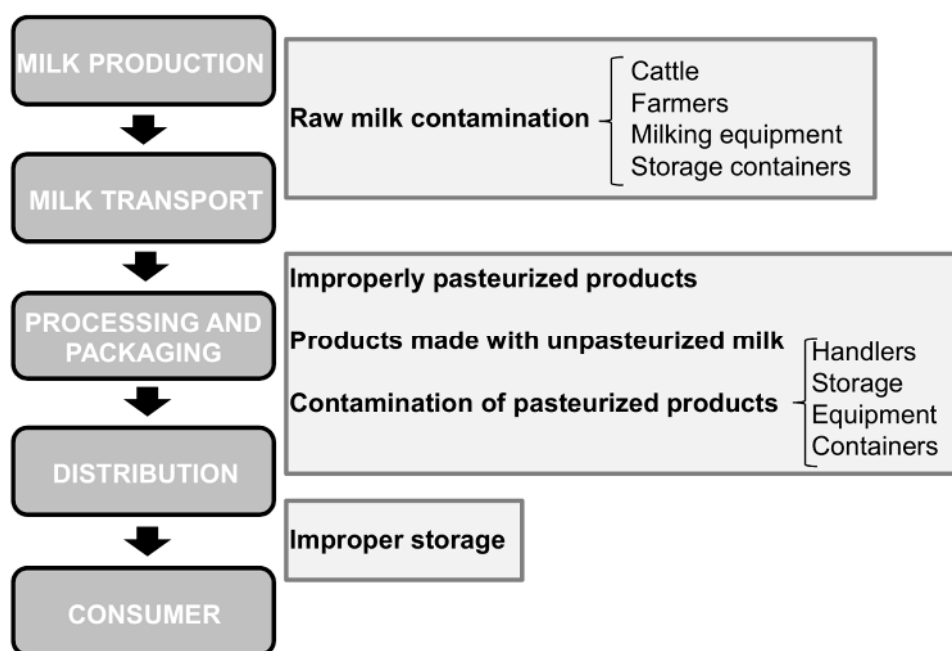 MILK PRODUCTION
Raw milk contamination
Cattle
Farmers
Milking equipment
Storage containers
MILK TRANSPORT
Improperly pasteurized products
PROCESSING AND
PACKAGING
Products made with unpasteurized milk
Contamination of pasteurized products
Handlers
Storage
Equipment
Containers
DISTRIBUTION
Improper storage
CONSUMER